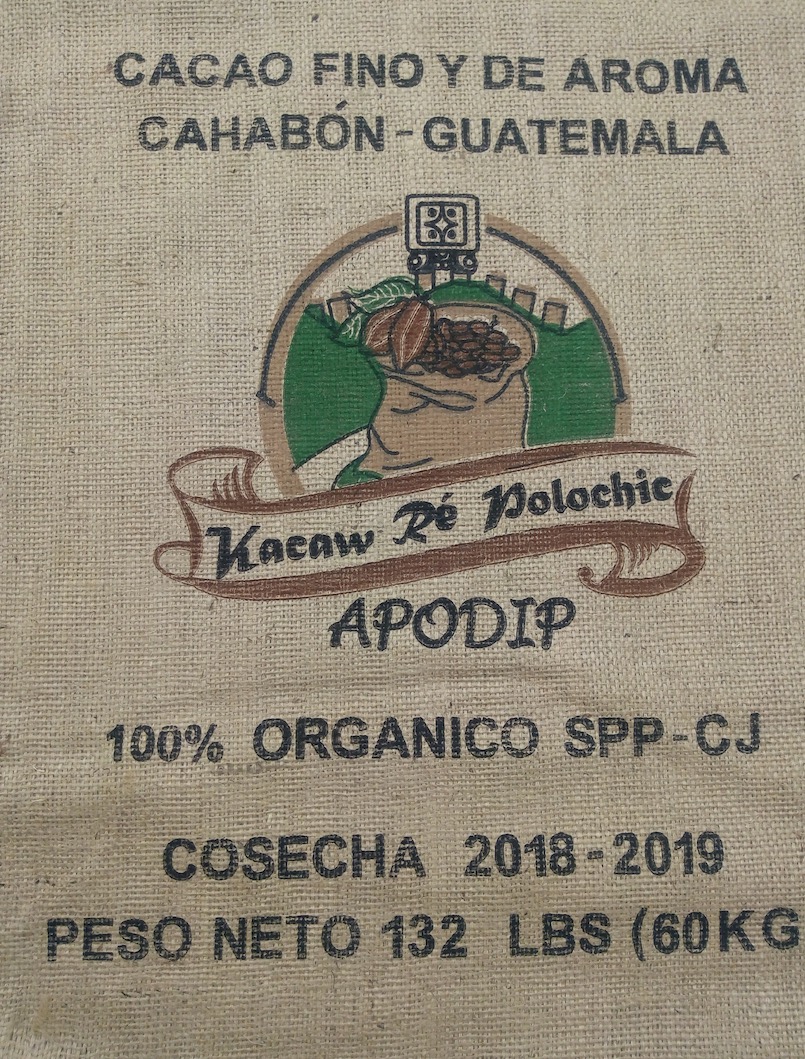 CACAO FINO Y DE AROMA
CAHABÓN-GUATEMALA
Kacaw Ré Polochic
APODIP
100% ORGANICO SPP-CJ
COSECHA 2018-2019
PESO NETO 132 LBS (60KG